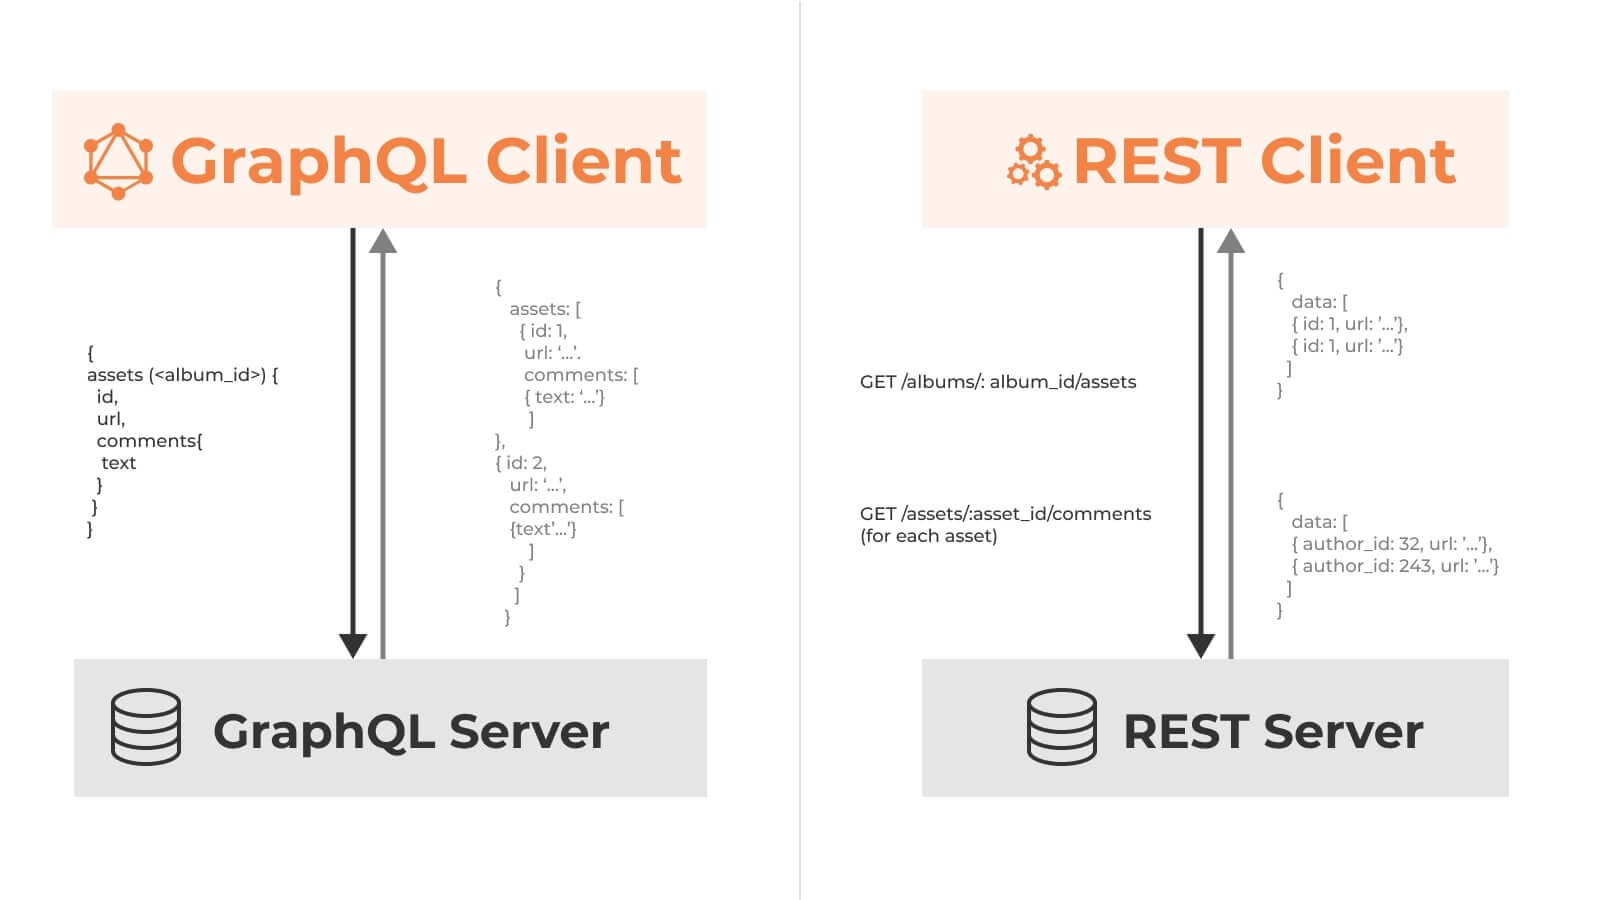 GraphQL Client
{
assets (<album_id>) {
id,
url,
comments{
text
}
}
}
{
assets: [
{ id: 1,
url: ‘...’.
comments: [
{ text: ‘...’}
]
},
{ id: 2,
url: ‘...’,
comments: [
{text’...’}
]
}
]
}
GraphQL Server
REST Client
GET /albums/: album_id/assets
{
data: [
{ id: 1, url: ’...’},
{ id: 1, url: ’...’}
]
}
GET /assets/:asset_id/comments
(for each asset)
{
data: [
{ author_id: 32, url: ’...’},
{ author_id: 243, url: ’...’}
]
}
REST Server